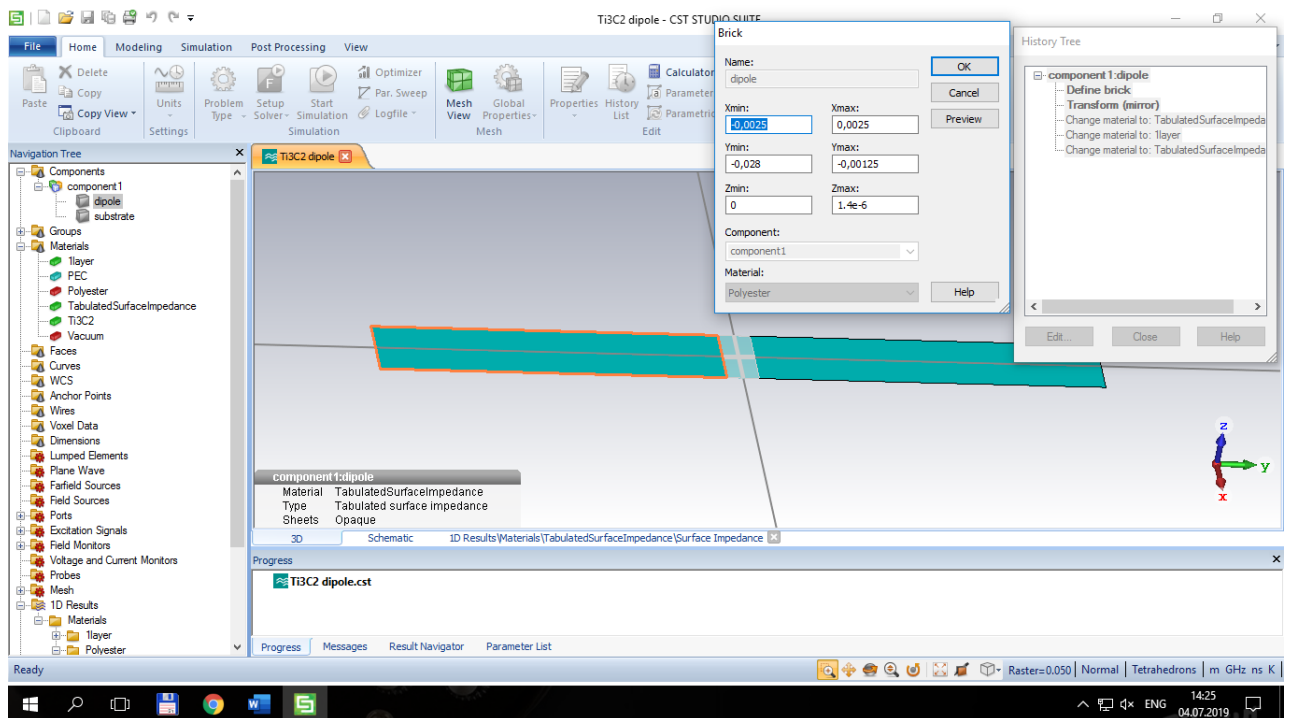 Ti3C2 dipole - CST STUDIO SUITE
File Home Modeling Simulation Post Processing View
Paste
Delete
Copy
Copy View
Clipboard
Units
Settings
Problem Type
Setup Solver
Start Simulation
Optimizer
Par. Sweep
Logfile
Simulation
Mesh View
Global Properties
Mesh
Properties
History List
Calculator
Parameter
Parametric
Edit
Navigation Tree
Components
component1
dipole
substrate
Groups
Materials
1layer
PEC
Polyester
TabulatedSurfaceImpedance
Ti3C2
Vacuum
Faces
Curves
WCS
Anchor Points
Wires
Voxel Data
Dimensions
Lumped Elements
Plane Wave
Farfield Sources
Field Sources
Ports
Excitation Signals
Field Monitors
Voltage and Current Monitors
Probes
Mesh
1D Results
Materials
1layer
Polyester
Ti3C2 dipole
component1:dipole
Material TabulatedSurfaceImpedance
Type Tabulated surface impedance
Sheets Opaque
z
y
x
3D Schematic 1D Results\Materials\TabulatedSurfaceImpedance\Surface Impedance
Progress
Ti3C2 dipole.cst
Progress Messages Result Navigator Parameter List
Brick
Name:
dipole
OK
Cancel
Preview
Xmin: Xmax:
-0,0025 0,0025
Ymin: Ymax:
-0,028 -0,00125
Zmin: Zmax:
0 1.4e-6
Component:
component1
Material:
Polyester
Help
History Tree
component1:dipole
Define brick
Transform (mirror)
Change material to: TabulatedSurfaceImpeda
Change material to: 1layer
Change material to: TabulatedSurfaceImpeda
Edit... Close Help
Ready
Raster=0.050 Normal Tetrahedrons m GHz ns K
ENG
14:25
04.07.2019